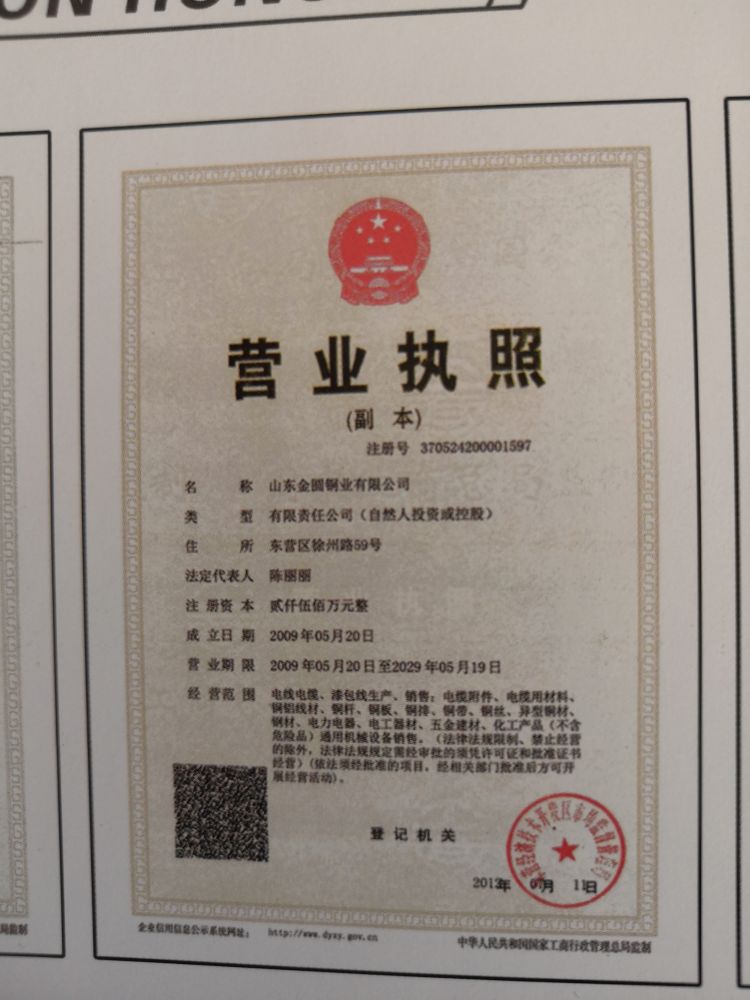 营业执照
(副 本)
注册号 370524200001597
名 称 山东金圆铜业有限公司
类 型 有限责任公司（自然人投资或控股）
住 所 东营区徐州路59号
法定代表人 陈丽丽
注册资本 贰仟伍佰万元整
成立日期 2009年05月20日
营业期限 2009年05月20日至2029年05月19日
经营范围 电线电缆、漆包线生产、销售；电缆附件、电缆用材料、
铜铝线材、铜杆、铜板、铜排、铜带、铜丝、异型铜材、
钢材、电力电器、电工器材、五金建材、化工产品（不含
危险品）通用机械设备销售。（法律法规限制、禁止经营
的除外，法律法规规定需经审批的须凭许可证和批准证书
经营）(依法须经批准的项目，经相关部门批准后方可开
展经营活动)。
登记机关
年 月 11日
企业信用信息公示系统网址： http://www.dyxy.gov.cn
中华人民共和国国家工商行政管理总局监制
局监制